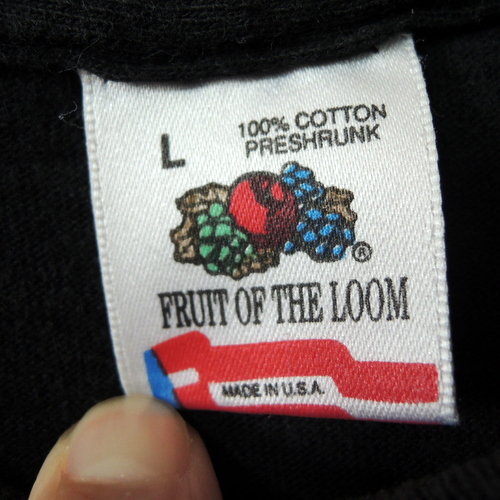 L
100% COTTON
PRESHRUNK
®
FRUIT OF THE LOOM
MADE IN U.S.A.